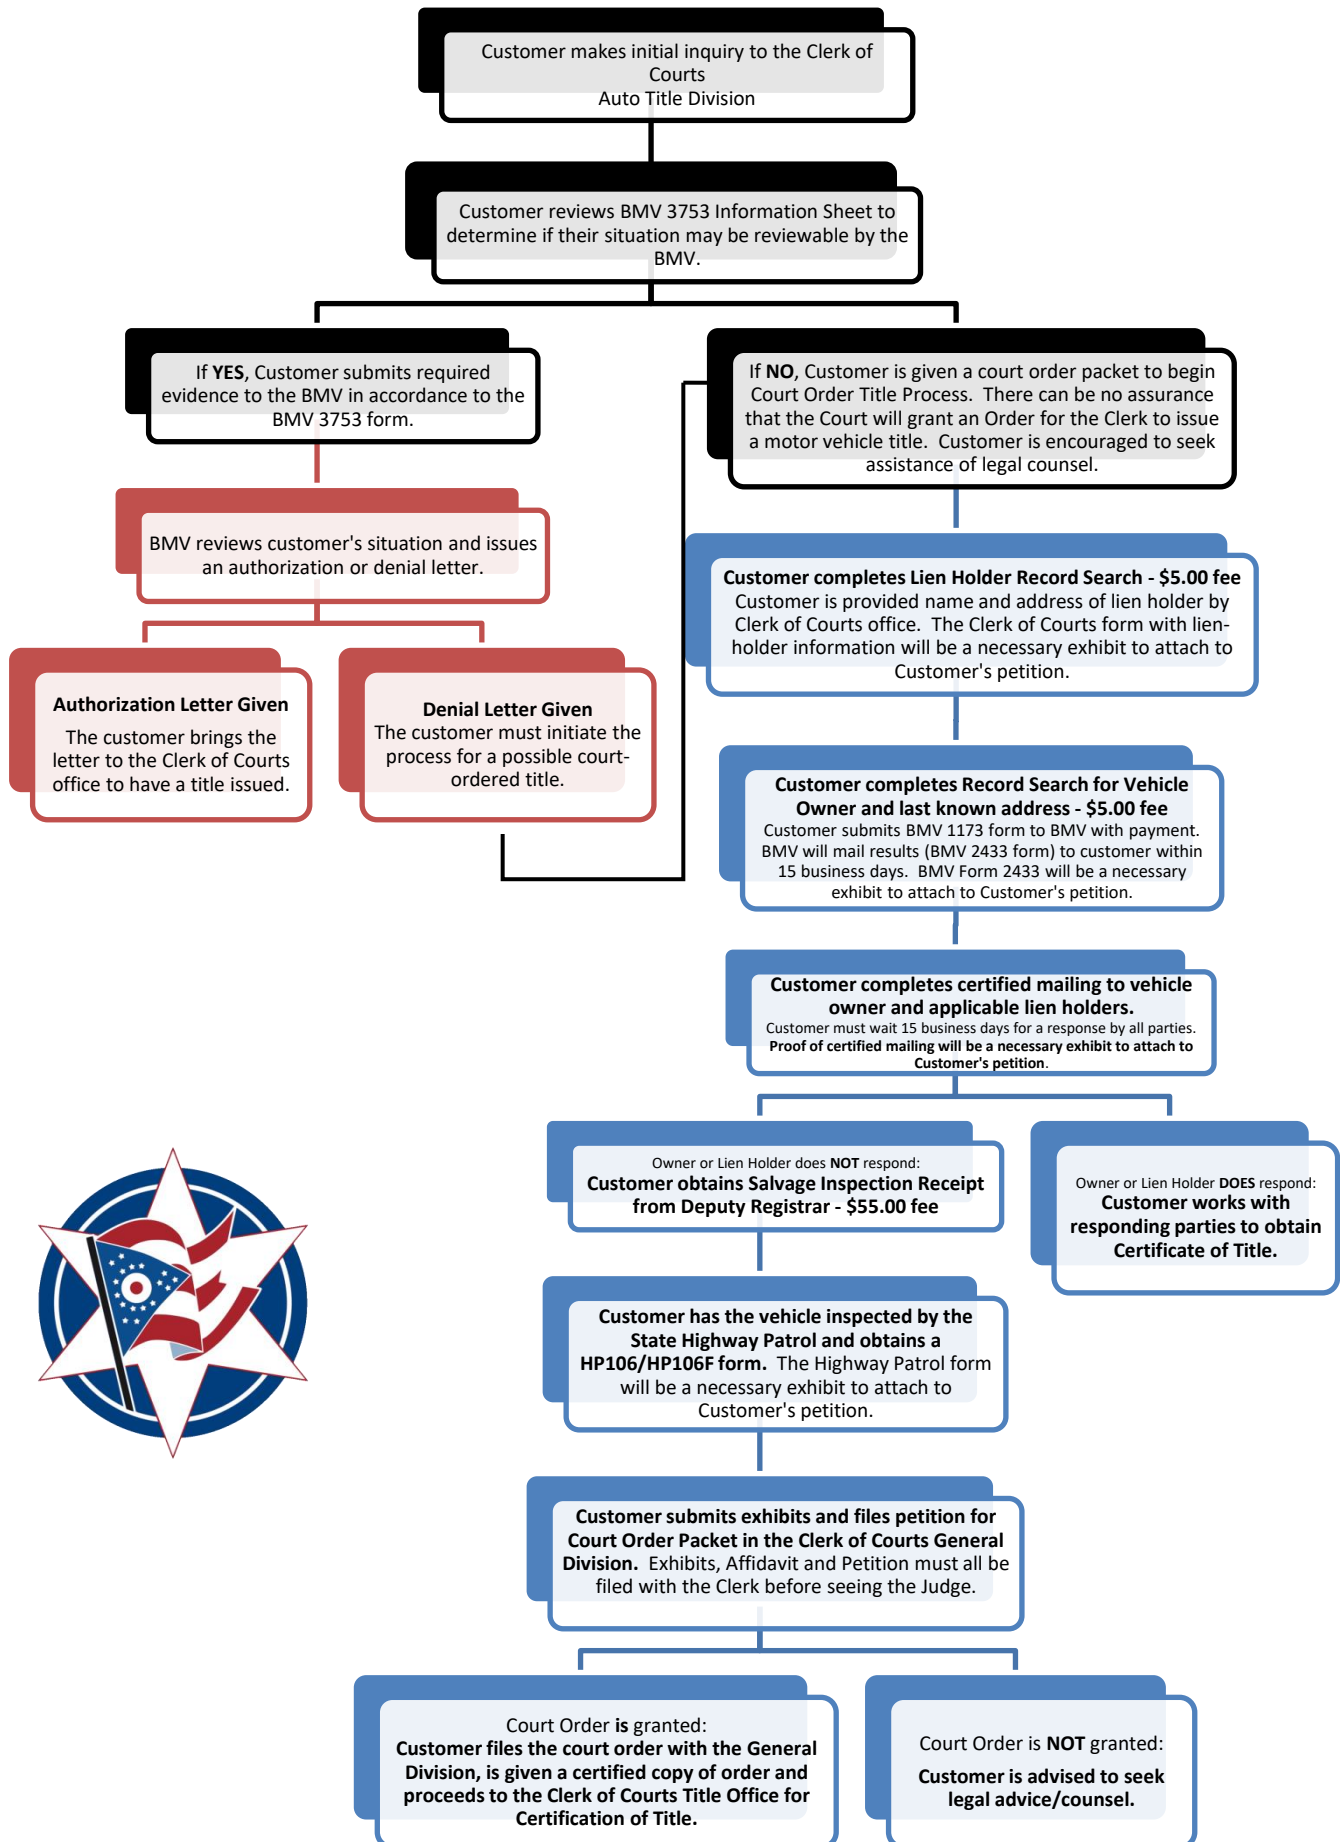 Customer makes initial inquiry to the Clerk of
Courts
Auto Title Division
Customer reviews BMV 3753 Information Sheet to
determine if their situation may be reviewable by the
BMV.
If YES, Customer submits required
evidence to the BMV in accordance to the
BMV 3753 form.
If NO, Customer is given a court order packet to begin
Court Order Title Process.  There can be no assurance
that the Court will grant an Order for the Clerk to issue
a motor vehicle title.  Customer is encouraged to seek
assistance of legal counsel.
BMV reviews customer's situation and issues
an authorization or denial letter.
Authorization Letter Given
The customer brings the
letter to the Clerk of Courts
office to have a title issued.
Denial Letter Given
The customer must initiate the
process for a possible court-
ordered title.
Customer completes Lien Holder Record Search - $5.00 fee
Customer is provided name and address of lien holder by
Clerk of Courts office.  The Clerk of Courts form with lien-
holder information will be a necessary exhibit to attach to
Customer's petition.
Customer completes Record Search for Vehicle
Owner and last known address - $5.00 fee
Customer submits BMV 1173 form to BMV with payment.
BMV will mail results (BMV 2433 form) to customer within
15 business days.  BMV Form 2433 will be a necessary
exhibit to attach to Customer's petition.
Customer completes certified mailing to vehicle
owner and applicable lien holders.
Customer must wait 15 business days for a response by all parties.
Proof of certified mailing will be a necessary exhibit to attach to
Customer's petition.
Owner or Lien Holder does NOT respond:
Customer obtains Salvage Inspection Receipt
from Deputy Registrar - $55.00 fee
Owner or Lien Holder DOES respond:
Customer works with
responding parties to obtain
Certificate of Title.
Customer has the vehicle inspected by the
State Highway Patrol and obtains a
HP106/HP106F form.  The Highway Patrol form
will be a necessary exhibit to attach to
Customer's petition.
Customer submits exhibits and files petition for
Court Order Packet in the Clerk of Courts General
Division.  Exhibits, Affidavit and Petition must all be
filed with the Clerk before seeing the Judge.
Court Order is granted:
Customer files the court order with the General
Division, is given a certified copy of order and
proceeds to the Clerk of Courts Title Office for
Certification of Title.
Court Order is NOT granted:
Customer is advised to seek
legal advice/counsel.